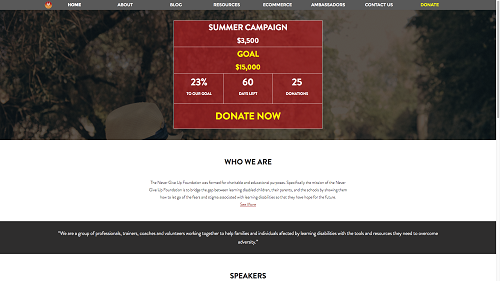 HOME ABOUT BLOG RESOURCES ECOMMERCE AMBASSADORS CONTACT US DONATE
SUMMER CAMPAIGN
$3,500
GOAL
$15,000
23% 60 25
TO OUR GOAL DAYS LEFT DONATIONS
DONATE NOW
WHO WE ARE
The Never Give Up Foundation was formed for charitable and educational purposes. Specifically the mission of the Never
Give Up Foundation is to bridge the gap between learning disabled children, their parents, and the schools by showing them
how to let go of the fears and stigma associated with learning disabilities so that they have hope for the future.
See More
"We are a group of professionals, trainers, coaches and volunteers working together to help families and individuals affected by learning disabilities with the tools and resources they need to overcome
adversity."
SPEAKERS